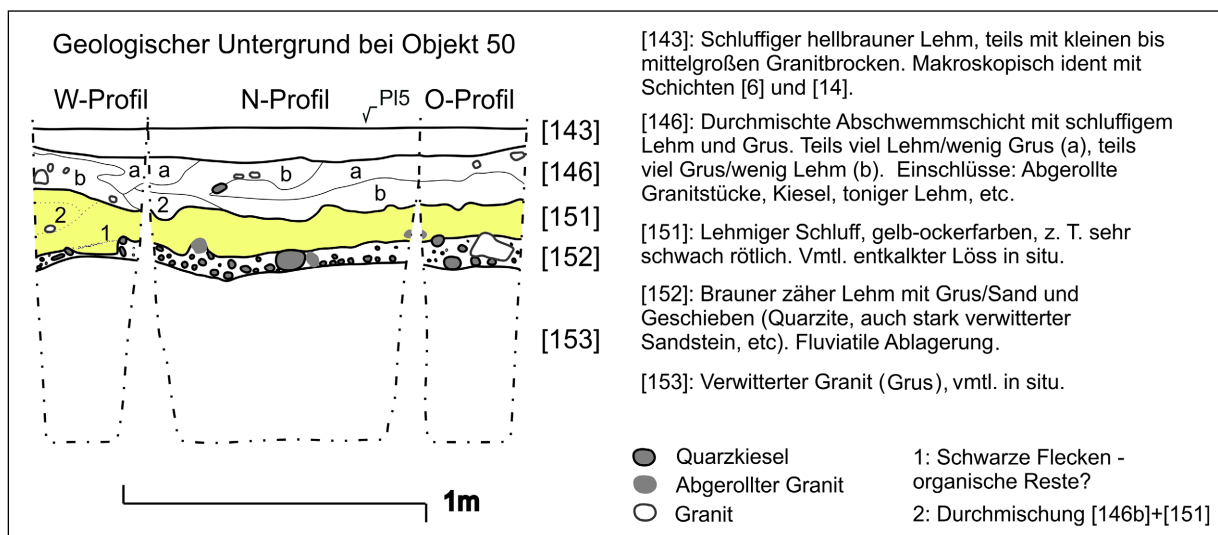 Geologischer Untergrund bei Objekt 50
W-Profil
N-Profil
Pl5
O-Profil
[143]
[146]
[151]
[152]
[153]
b
a
a
b
a
b
2
2
1
1m
[143]: Schluffiger hellbrauner Lehm, teils mit kleinen bis
mittelgroßen Granitbrocken. Makroskopisch ident mit
Schichten [6] und [14].
[146]: Durchmischte Abschwemmschicht mit schluffigem
Lehm und Grus. Teils viel Lehm/wenig Grus (a), teils
viel Grus/wenig Lehm (b). Einschlüsse: Abgerollte
Granitstücke, Kiesel, toniger Lehm, etc.
[151]: Lehmiger Schluff, gelb-ockerfarben, z. T. sehr
schwach rötlich. Vmtl. entkalkter Löss in situ.
[152]: Brauner zäher Lehm mit Grus/Sand und
Geschieben (Quarzite, auch stark verwitterter
Sandstein, etc). Fluviatile Ablagerung.
[153]: Verwitterter Granit (Grus), vmtl. in situ.
Quarzkiesel
Abgerollter Granit
Granit
1: Schwarze Flecken -
organische Reste?
2: Durchmischung [146b]+[151]